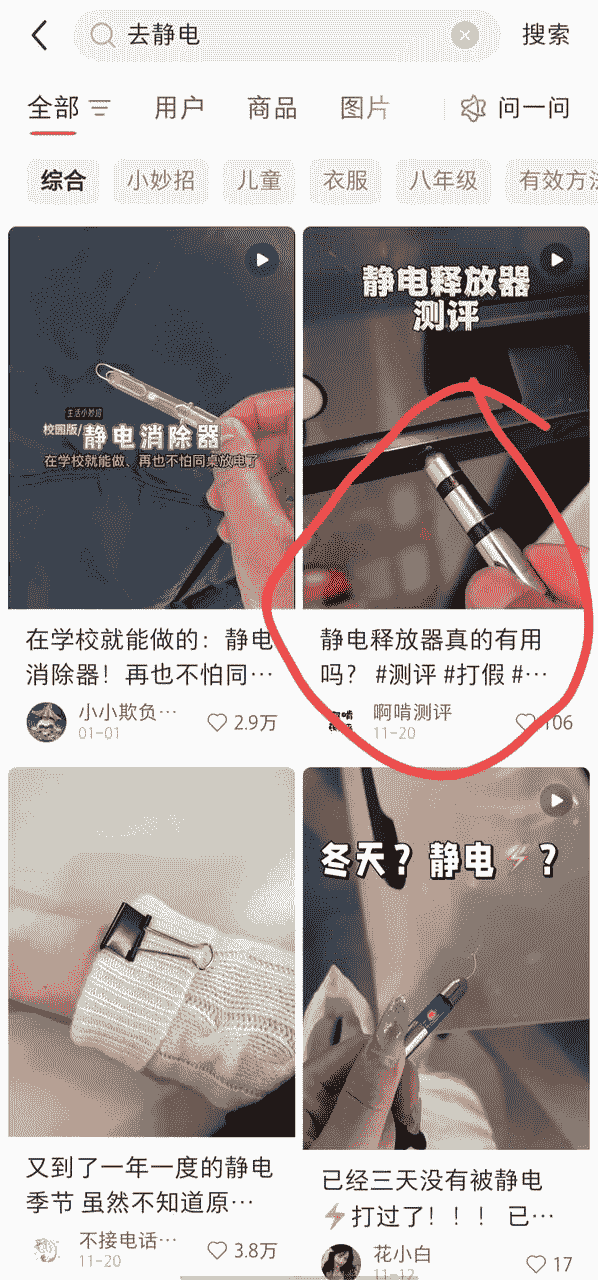 去静电
搜索
全部
用户
商品
图片
问一问
综合
小妙招
儿童
衣服
八年级
有效方法
生活小妙招
校园版/静电消除器
在学校就能做、再也不怕同桌放电了
在学校就能做的：静电
消除器！再也不怕同…
小小欺负…
01-01
2.9万
静电释放器
测评
静电释放器真的有用
吗？ #测评 #打假 #…
啊啃测评
11-20
106
又到了一年一度的静电
季节 虽然不知道原…
不接电话…
11-20
3.8万
冬天？静电⚡？
已经三天没有被静电
⚡打过了！！！ 已…
花小白
11-12
17